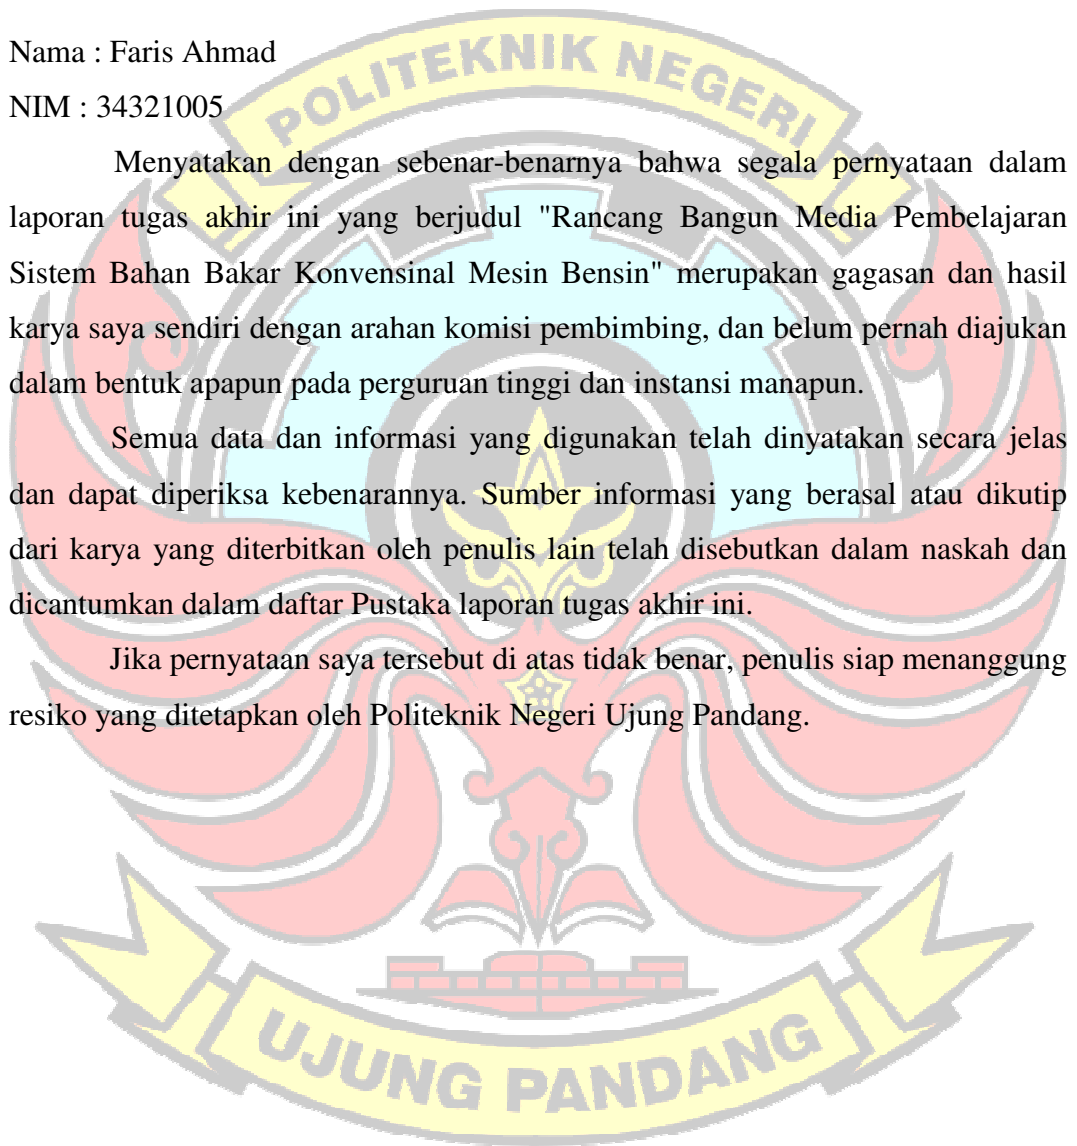 POLITEKNIK NEGERI
Nama : Faris Ahmad
NIM : 34321005
Menyatakan dengan sebenar-benarnya bahwa segala pernyataan dalam
laporan tugas akhir ini yang berjudul "Rancang Bangun Media Pembelajaran
Sistem Bahan Bakar Konvensinal Mesin Bensin" merupakan gagasan dan hasil
karya saya sendiri dengan arahan komisi pembimbing, dan belum pernah diajukan
dalam bentuk apapun pada perguruan tinggi dan instansi manapun.
Semua data dan informasi yang digunakan telah dinyatakan secara jelas
dan dapat diperiksa kebenarannya. Sumber informasi yang berasal atau dikutip
dari karya yang diterbitkan oleh penulis lain telah disebutkan dalam naskah dan
dicantumkan dalam daftar Pustaka laporan tugas akhir ini.
Jika pernyataan saya tersebut di atas tidak benar, penulis siap menanggung
resiko yang ditetapkan oleh Politeknik Negeri Ujung Pandang.
UJUNG PANDANG